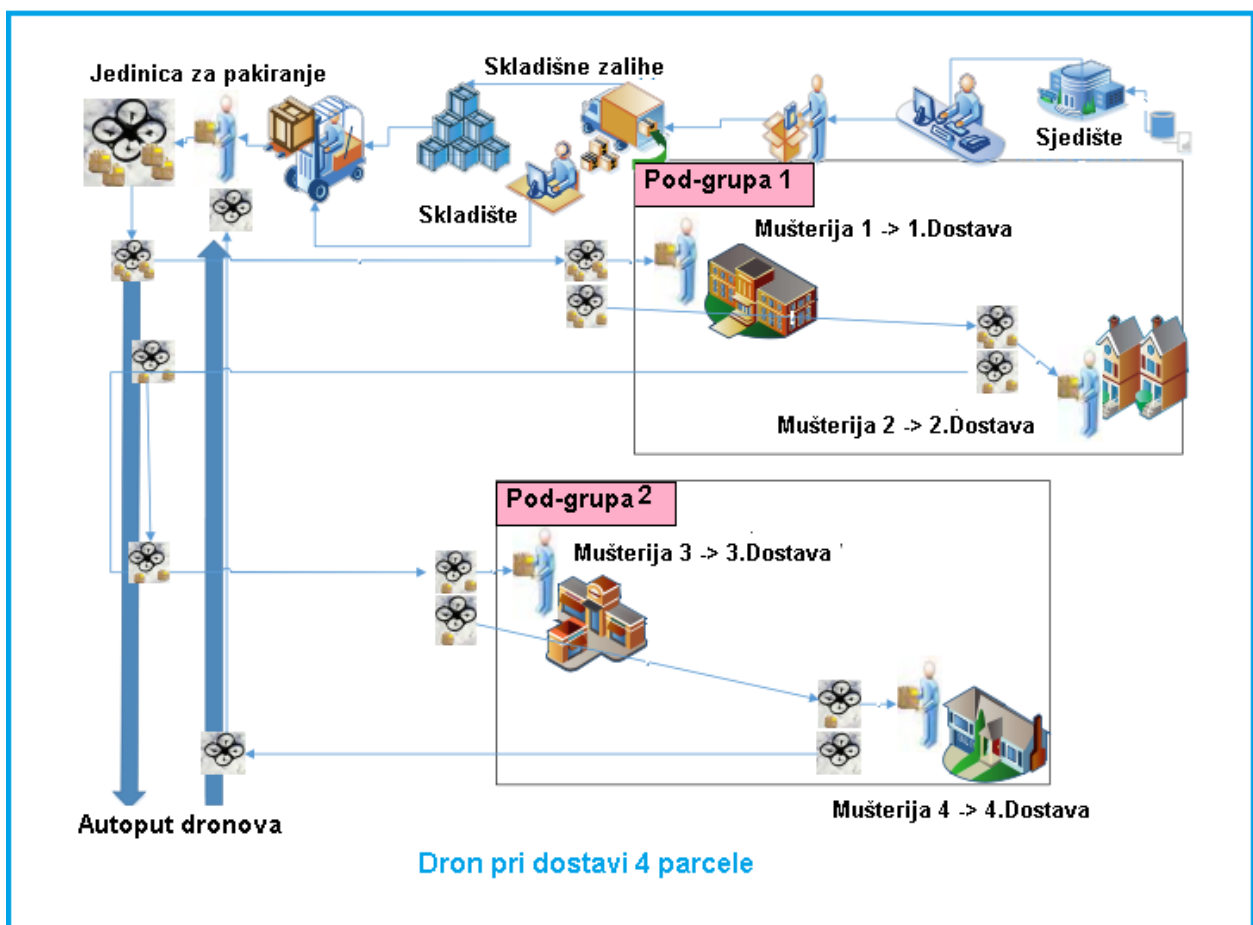 Jedinica za pakiranje
Skladišne zalihe
Sjedište
Skladište
Pod-grupa 1
Mušterija 1 -> 1.Dostava
Mušterija 2 -> 2.Dostava
Pod-grupa 2
Mušterija 3 -> 3.Dostava
Mušterija 4 -> 4.Dostava
Autoput dronova
Dron pri dostavi 4 parcele